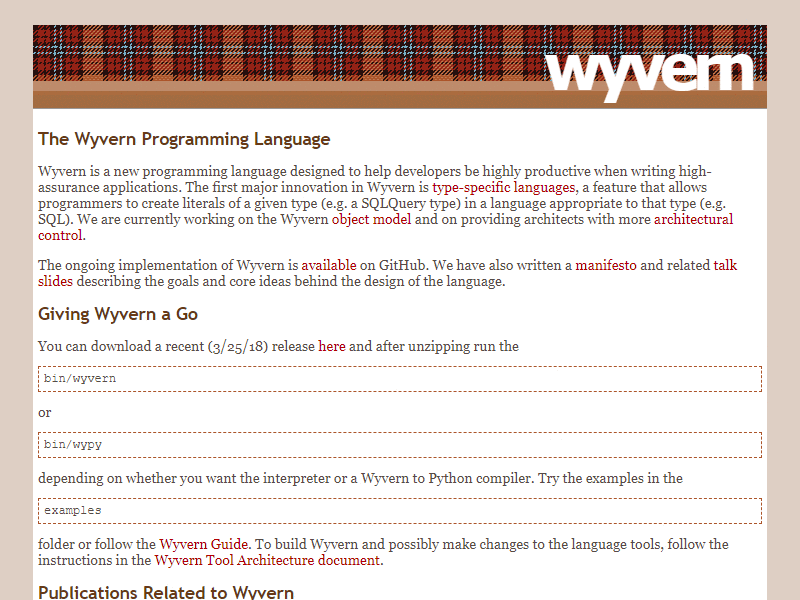 wyvern
The Wyvern Programming Language
Wyvern is a new programming language designed to help developers be highly productive when writing high-
assurance applications. The first major innovation in Wyvern is type-specific languages, a feature that allows
programmers to create literals of a given type (e.g. a SQLQuery type) in a language appropriate to that type (e.g.
SQL). We are currently working on the Wyvern object model and on providing architects with more architectural
control.
The ongoing implementation of Wyvern is available on GitHub. We have also written a manifesto and related talk
slides describing the goals and core ideas behind the design of the language.
Giving Wyvern a Go
You can download a recent (3/25/18) release here and after unzipping run the
bin/wyvern
or
bin/wypy
depending on whether you want the interpreter or a Wyvern to Python compiler. Try the examples in the
examples
folder or follow the Wyvern Guide. To build Wyvern and possibly make changes to the language tools, follow the
instructions in the Wyvern Tool Architecture document.
Publications Related to Wyvern